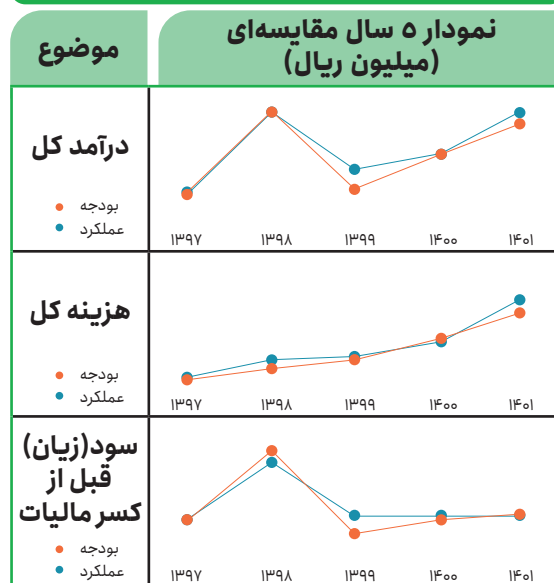 موضوع
نمودار ۵ سال مقایسه‌ای
(میلیون ریال)
درآمد کل
بودجه
عملکرد
۱۳۹۷ ۱۳۹۸ ۱۳۹۹ ۱۴۰۰ ۱۴۰۱
هزینه کل
بودجه
عملکرد
۱۳۹۷ ۱۳۹۸ ۱۳۹۹ ۱۴۰۰ ۱۴۰۱
سود(زیان)
قبل از
کسر مالیات
بودجه
عملکرد
۱۳۹۷ ۱۳۹۸ ۱۳۹۹ ۱۴۰۰ ۱۴۰۱